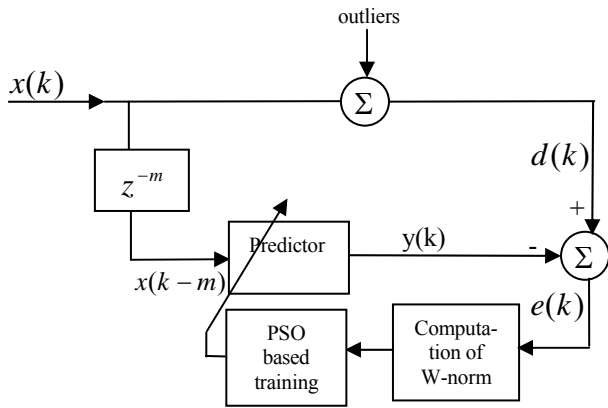 outliers
x(k)
Σ
d(k)
z^{-m}
+
Predictor
y(k)
-
Σ
x(k − m)
e(k)
PSO
based
training
Computa-
tion of
W-norm